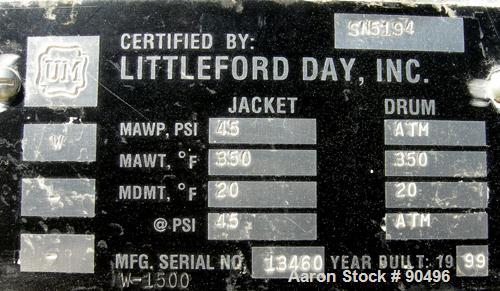 SN5194
CERTIFIED BY:
UM
LITTLEFORD DAY, INC.
JACKET DRUM
W MAWP, PSI 45 ATM
MAWT, °F 350 350
- MDMT, °F 20 20
@ PSI 45 ATM
- MFG. SERIAL NO. 13460 YEAR BUILT: 19 99
W-1500
Aaron Stock # 90496